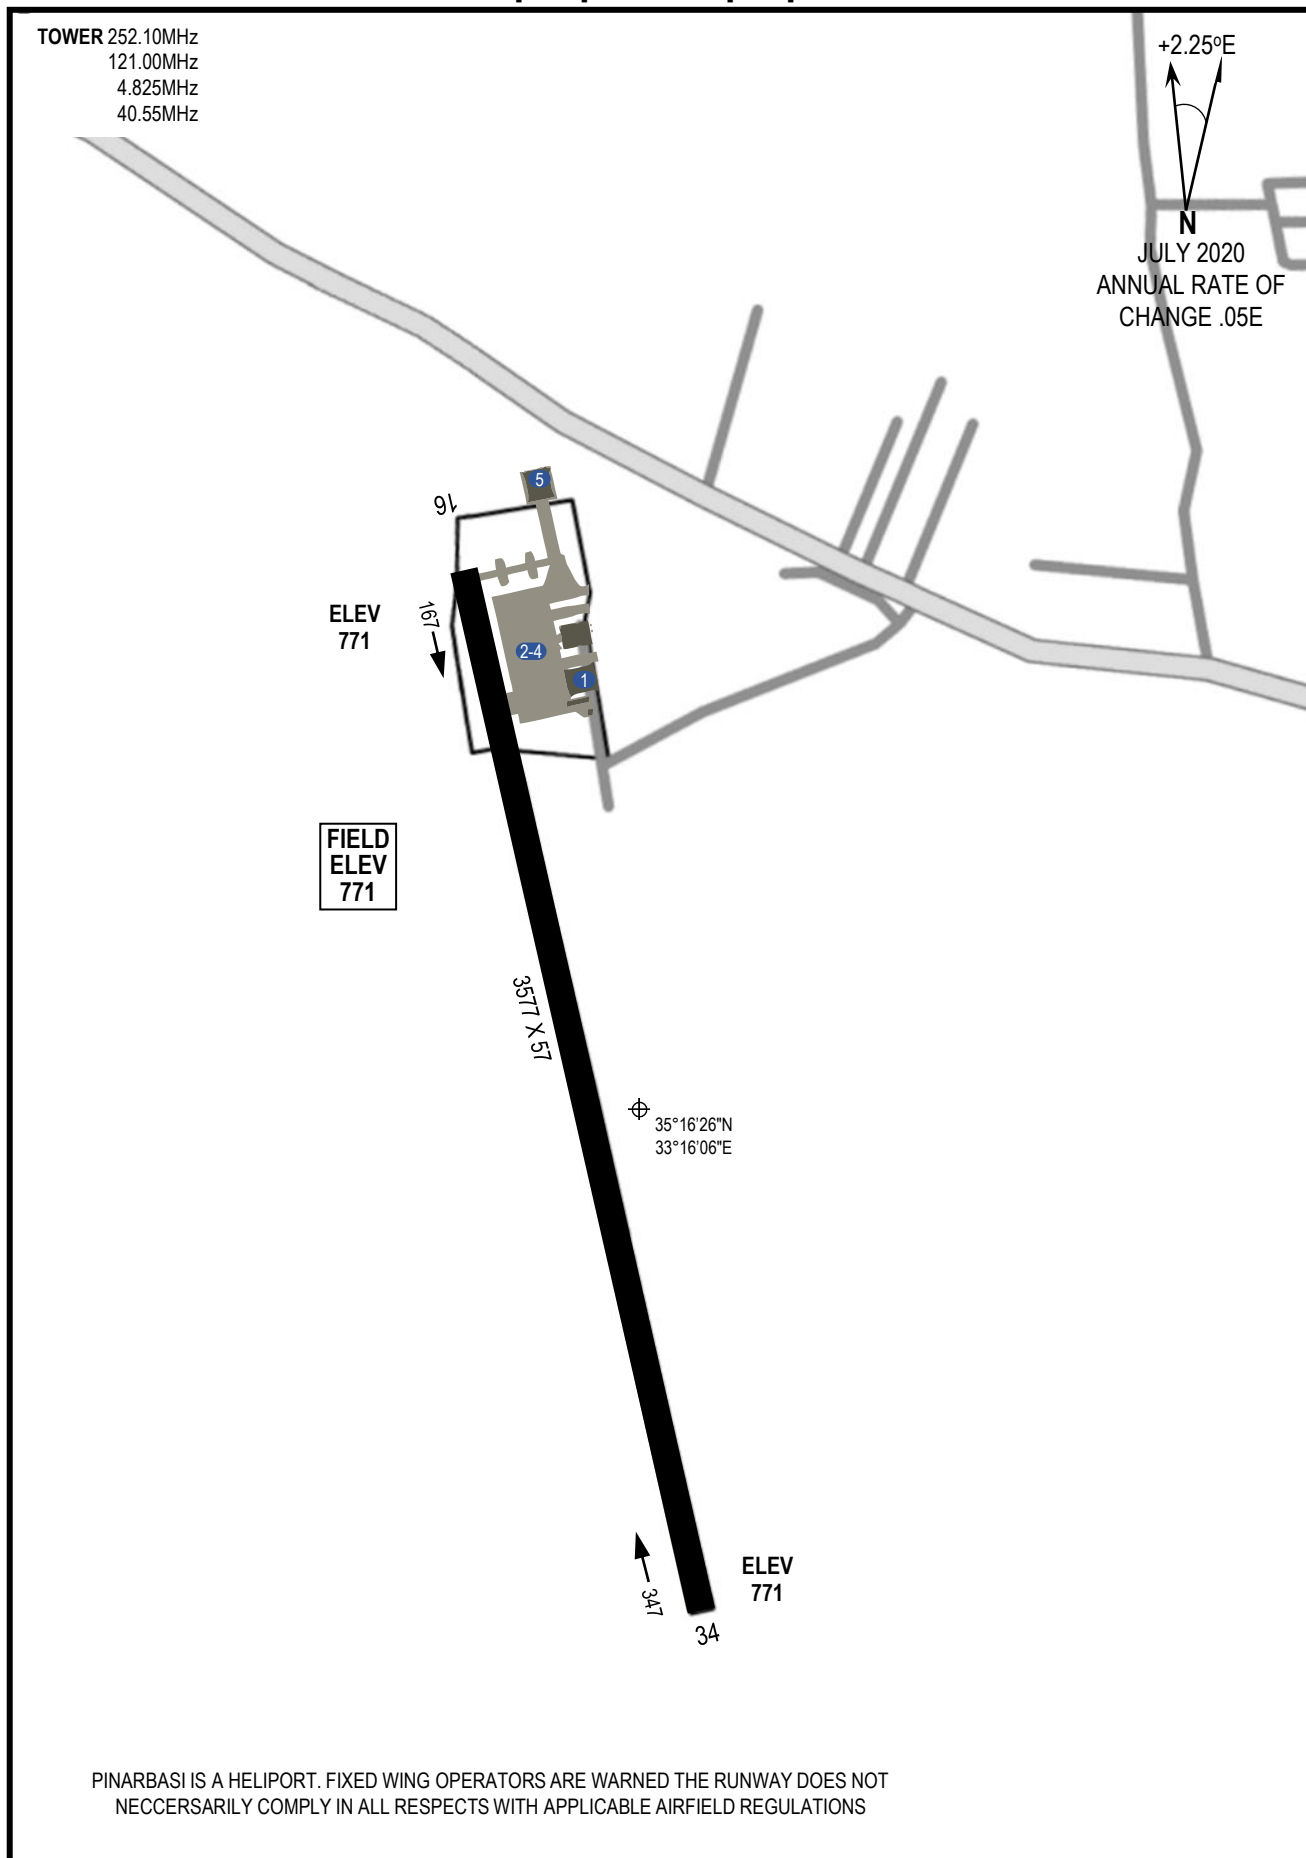 TOWER 252.10MHz
121.00MHz
4.825MHz
40.55MHz
+2.25ºE
N
JULY 2020
ANNUAL RATE OF
CHANGE .05E
5
16
167
ELEV
771
2-4
1
FIELD
ELEV
771
3577 X 57
35°16'26"N
33°16'06"E
347
ELEV
771
34
PINARBASI IS A HELIPORT. FIXED WING OPERATORS ARE WARNED THE RUNWAY DOES NOT
NECCERSARILY COMPLY IN ALL RESPECTS WITH APPLICABLE AIRFIELD REGULATIONS